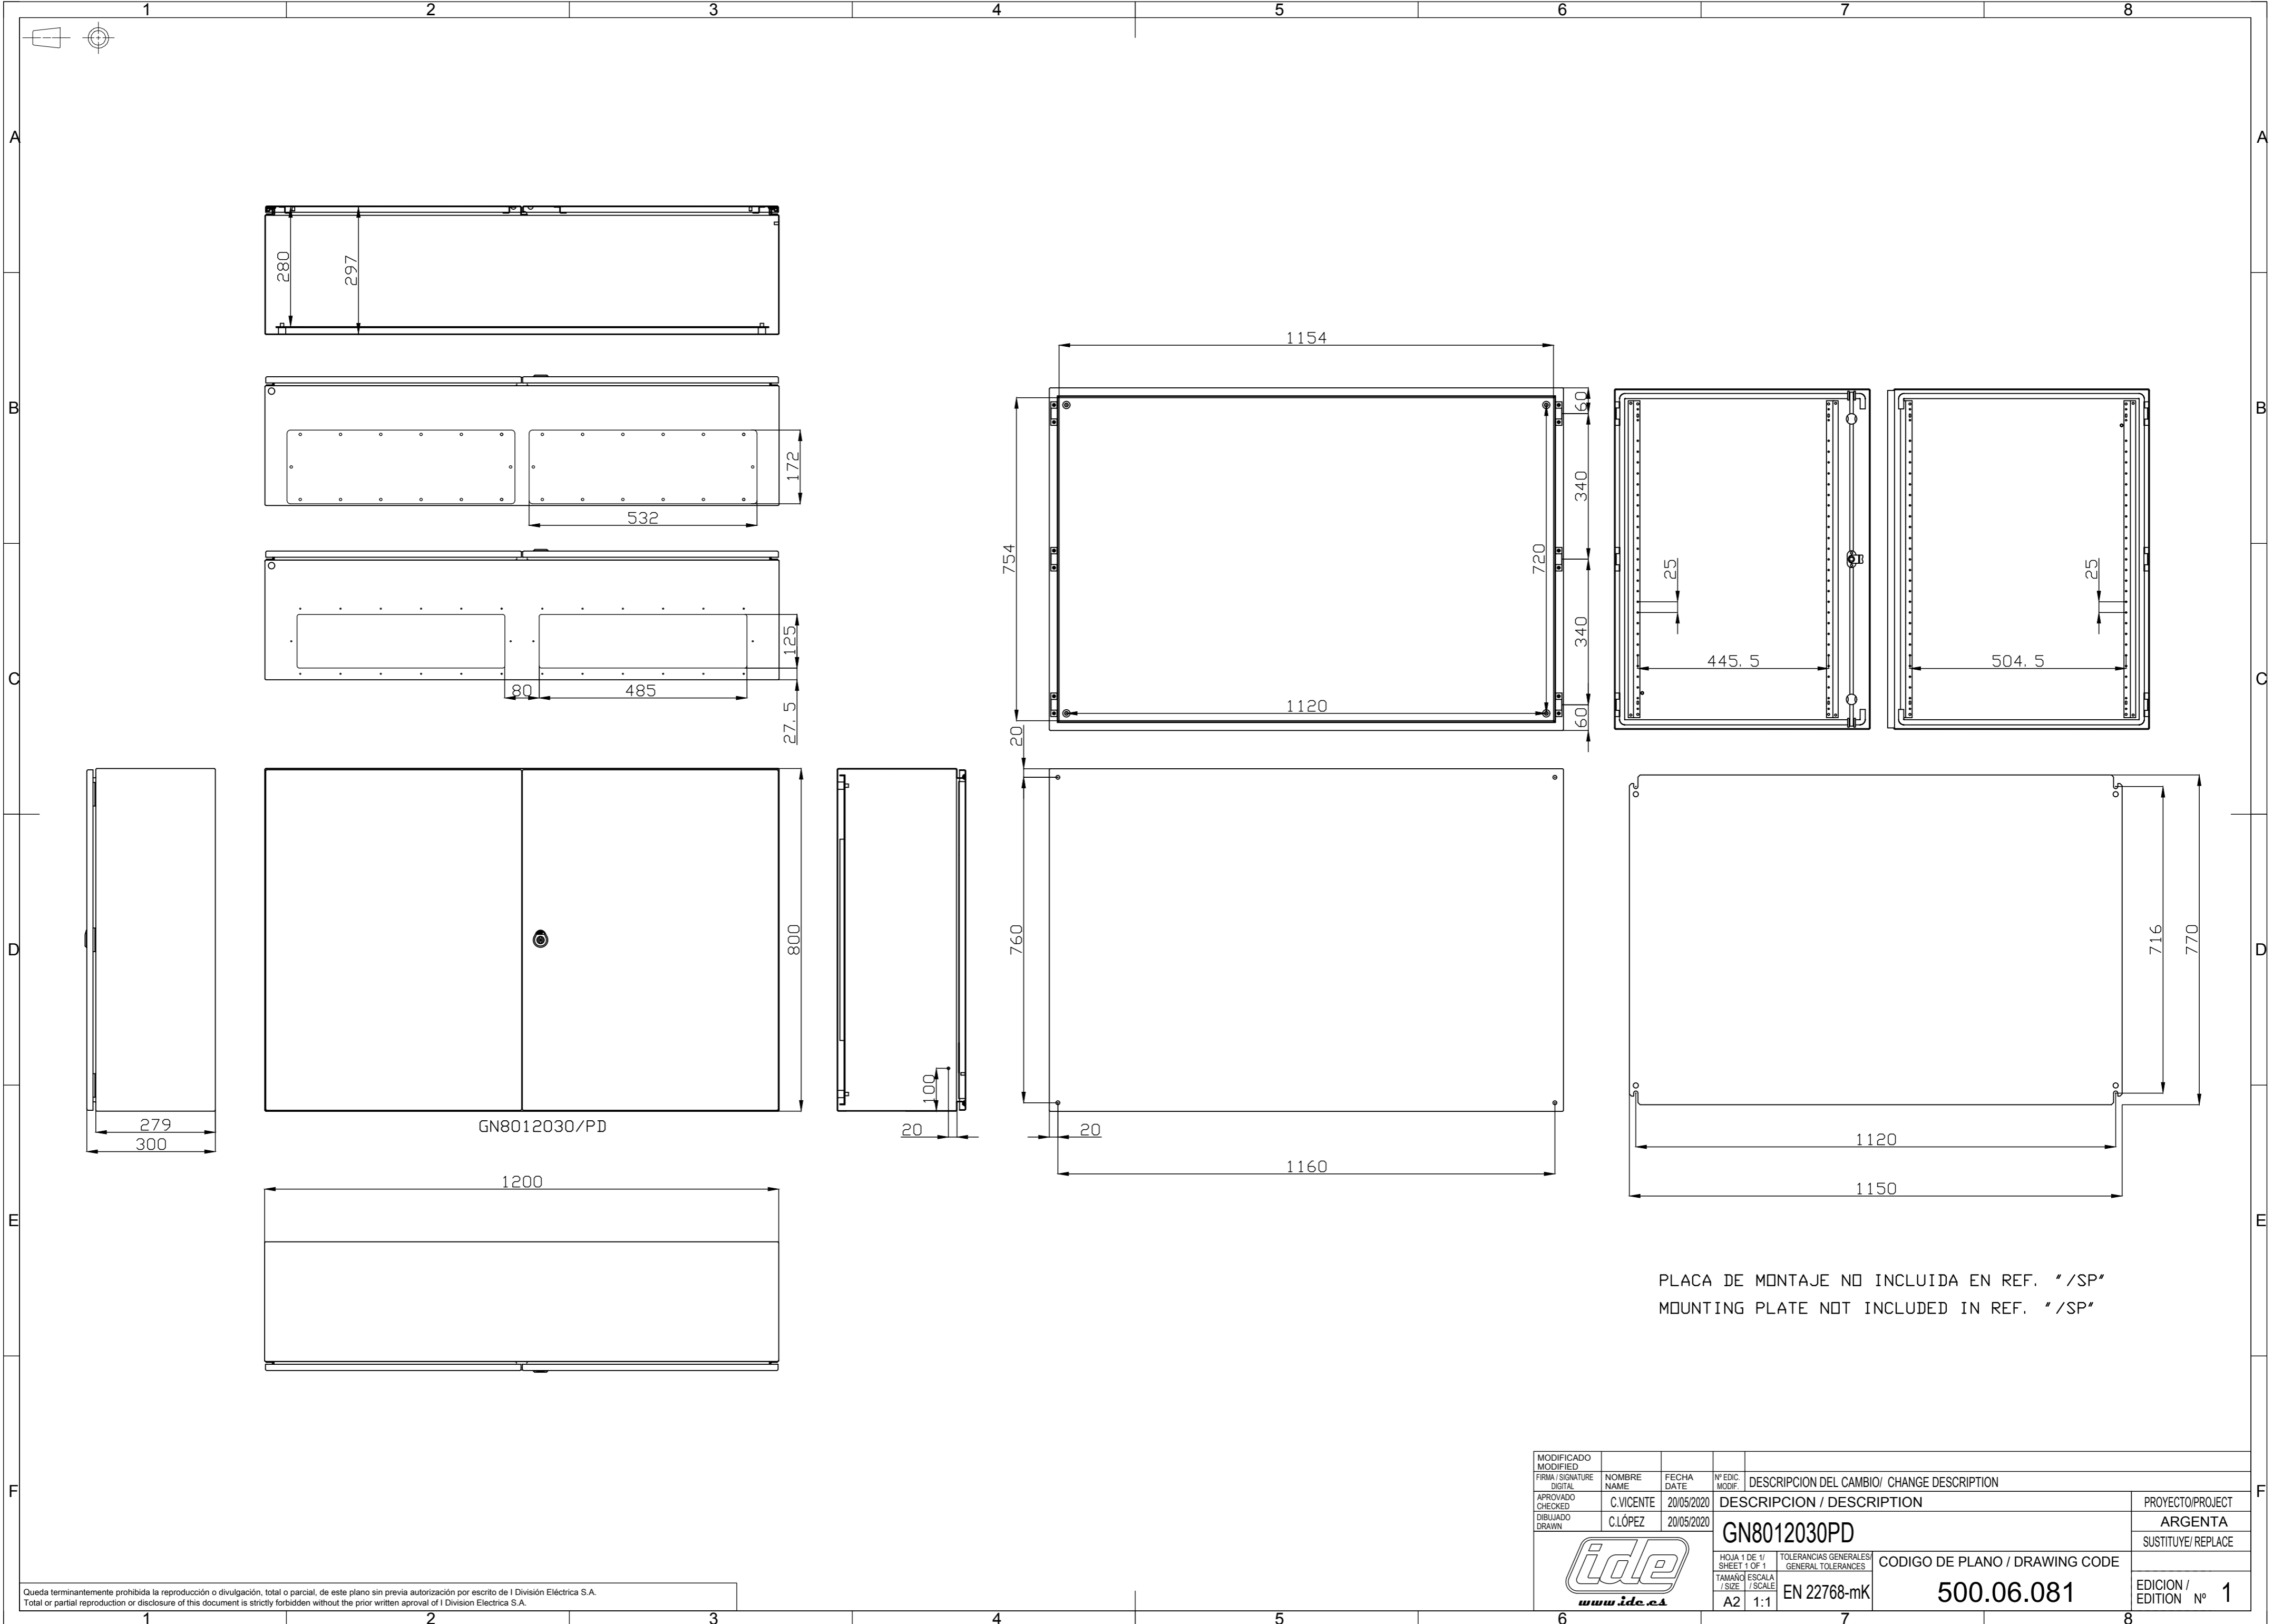 1 2 3 4 5 6 7 8
A A
280
297
1154
B B
60
172
340
532
754
720
25
25
125
340
445.5
504.5
C C
80
485
27.5
1120
60
20
800
760
716
770
D D
100
279
300
GN8012030/PD
20
20
1120
1160
1150
1200
E E
PLACA DE MONTAJE NO INCLUIDA EN REF. "/SP"
MOUNTING PLATE NOT INCLUDED IN REF. "/SP"
F F
MODIFICADO
MODIFIED
FIRMA / SIGNATURE
DIGITAL
NOMBRE
NAME
FECHA
DATE
Nº EDIC.
MODIF.
DESCRIPCION DEL CAMBIO/ CHANGE DESCRIPTION
APROVADO
CHECKED
C.VICENTE
20/05/2020
DESCRIPCION / DESCRIPTION
PROYECTO/PROJECT
DIBUJADO
DRAWN
C.LÓPEZ
20/05/2020
GN8012030PD
ARGENTA
SUSTITUYE/ REPLACE
ide
www.ide.es
HOJA 1 DE 1/
SHEET 1 OF 1
TOLERANCIAS GENERALES/
GENERAL TOLERANCES
CODIGO DE PLANO / DRAWING CODE
TAMAÑO
/ SIZE
ESCALA
/ SCALE
A2
1:1
EN 22768-mK
500.06.081
EDICION /
EDITION Nº 1
Queda terminantemente prohibida la reproducción o divulgación, total o parcial, de este plano sin previa autorización por escrito de I División Eléctrica S.A.
Total or partial reproduction or disclosure of this document is strictly forbidden without the prior written aproval of I Division Electrica S.A.
1 2 3 4 5 6 7 8